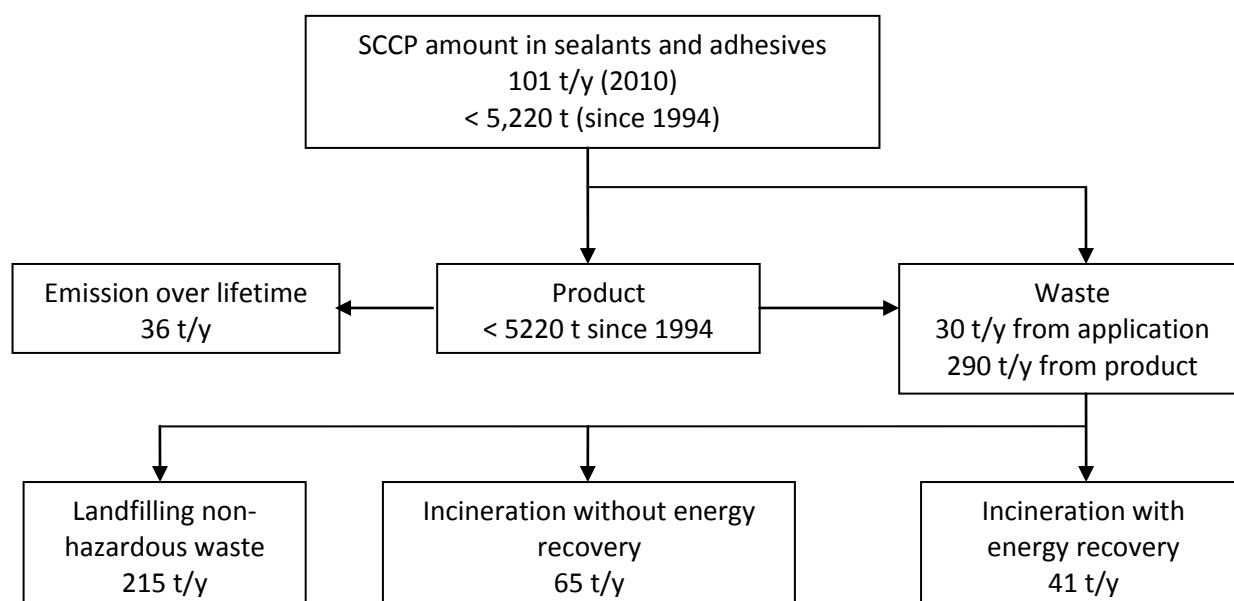 SCCP amount in sealants and adhesives
101 t/y (2010)
< 5,220 t (since 1994)
Emission over lifetime
36 t/y
Product
< 5220 t since 1994
Waste
30 t/y from application
290 t/y from product
Landfilling non-
hazardous waste
215 t/y
Incineration without energy
recovery
65 t/y
Incineration with
energy recovery
41 t/y